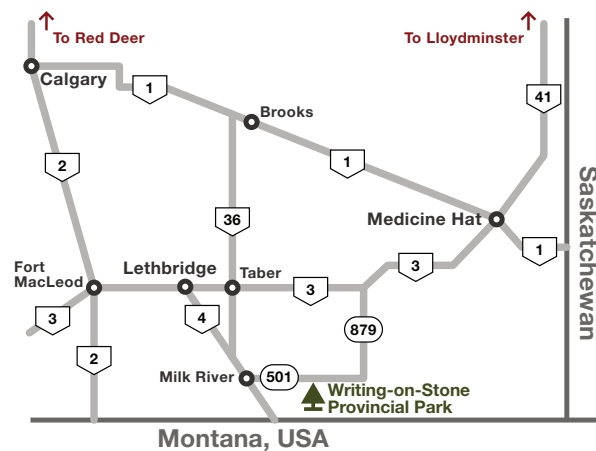 To Red Deer
To Lloydminster
Calgary
1
41
Brooks
2
1
Saskatchewan
36
Medicine Hat
1
Fort
MacLeod
Lethbridge
Taber
3
3
3
4
879
2
Milk River
501
Writing-on-Stone
Provincial Park
Montana, USA